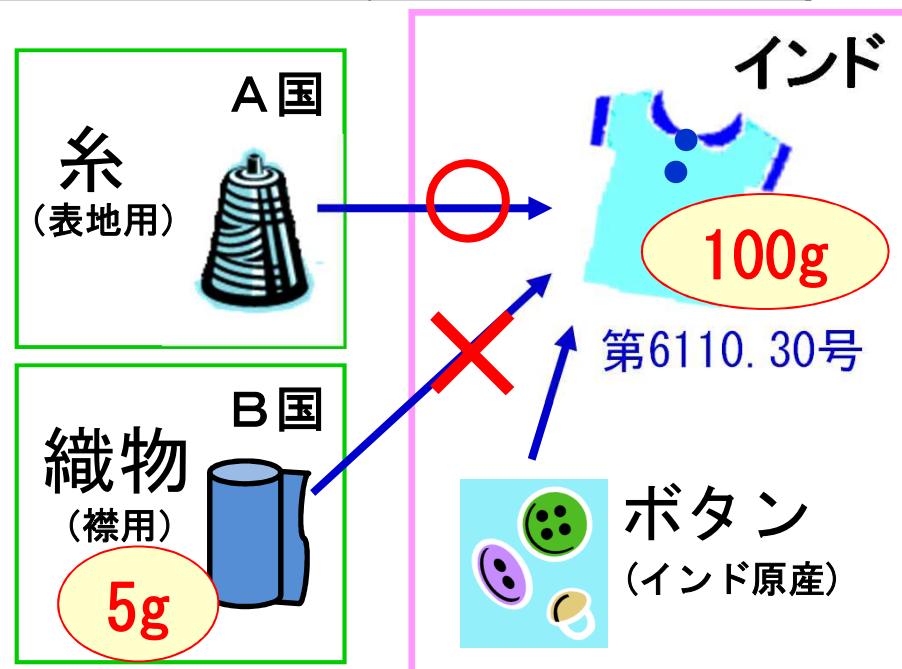 A国
糸
(表地用)
B国
織物
(襟用)
5g
インド
100g
第6110.30号
ボタン
(インド原産)